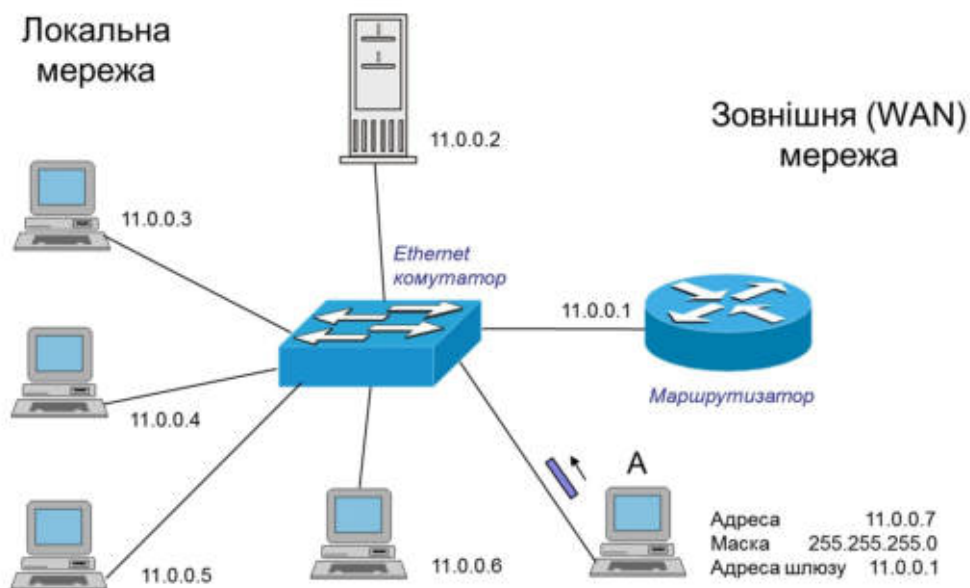 Локальна
мережа
11.0.0.2
Зовнішня (WAN)
мережа
11.0.0.3
Ethernet
комутатор
11.0.0.1
Маршрутизатор
11.0.0.4
A
Адреса 11.0.0.7
Маска 255.255.255.0
Адреса шлюзу 11.0.0.1
11.0.0.5
11.0.0.6